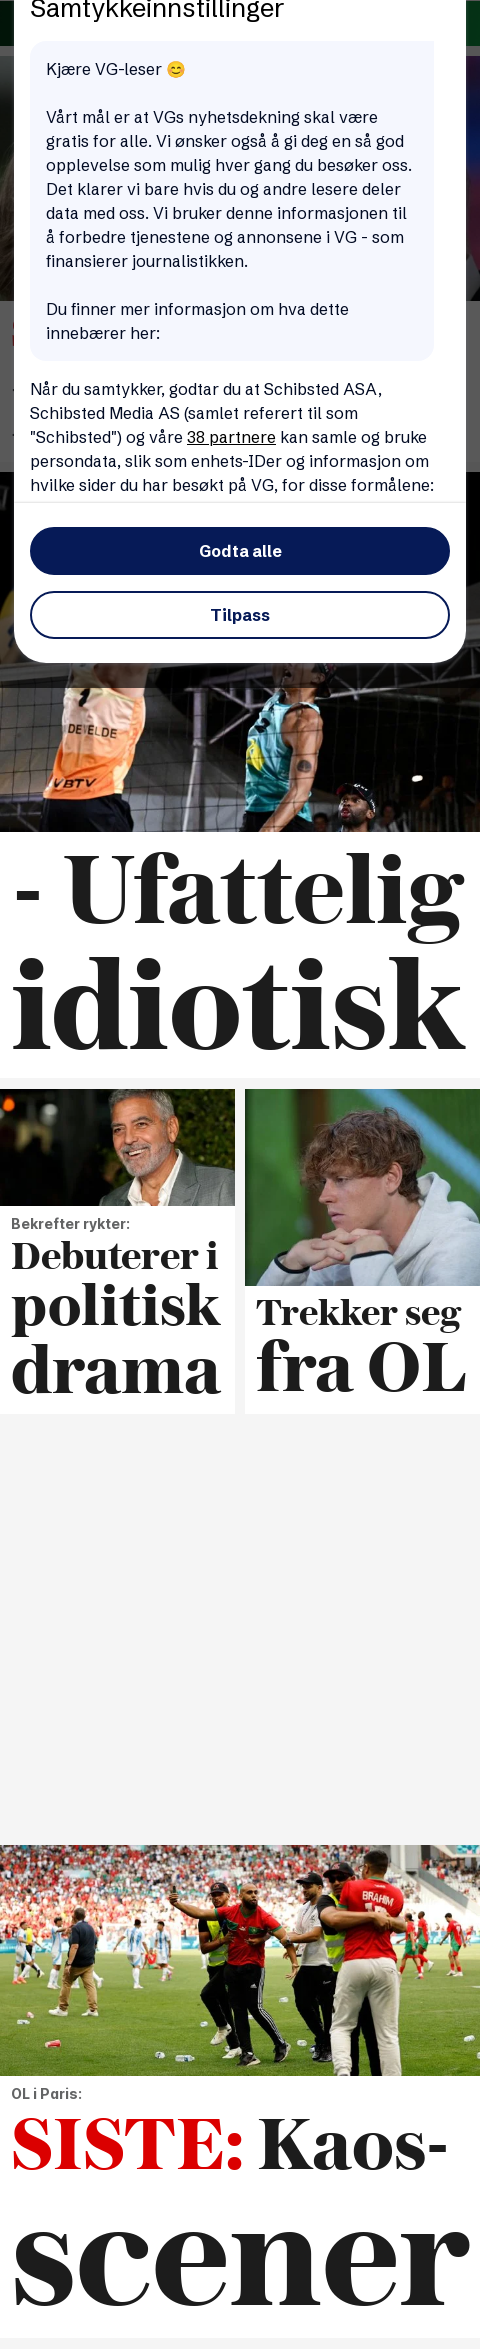 Samtykkeinnstillinger
Kjære VG-leser 😊
Vårt mål er at VGs nyhetsdekning skal være
gratis for alle. Vi ønsker også å gi deg en så god
opplevelse som mulig hver gang du besøker oss.
Det klarer vi bare hvis du og andre lesere deler
data med oss. Vi bruker denne informasjonen til
å forbedre tjenestene og annonsene i VG - som
finansierer journalistikken.
Du finner mer informasjon om hva dette
innebærer her:
Når du samtykker, godtar du at Schibsted ASA,
Schibsted Media AS (samlet referert til som
"Schibsted") og våre 38 partnere kan samle og bruke
persondata, slik som enhets-IDer og informasjon om
hvilke sider du har besøkt på VG, for disse formålene:
Godta alle
Tilpass
DE VELDE
VBTV
- Ufattelig
idiotisk
Bekrefter rykter:
Debuterer i
politisk
drama
Trekker seg
fra OL
BRAHIM
OL i Paris:
SISTE: Kaos-
scener